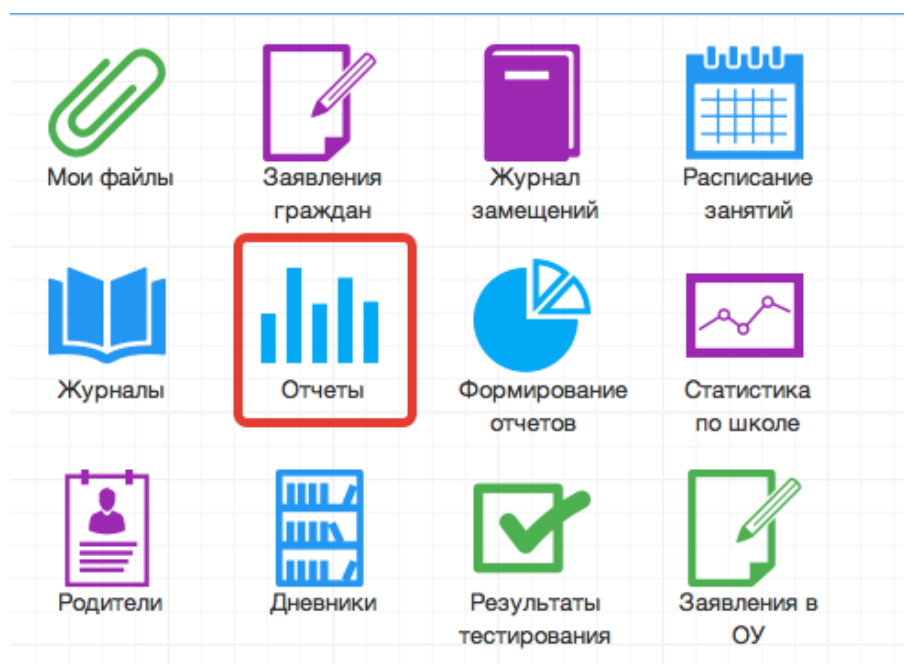 Мои файлы
Заявления
граждан
Журнал
замещений
Расписание
занятий
Журналы
Отчеты
Формирование
отчетов
Статистика
по школе
Родители
Дневники
Результаты
тестирования
Заявления в
ОУ